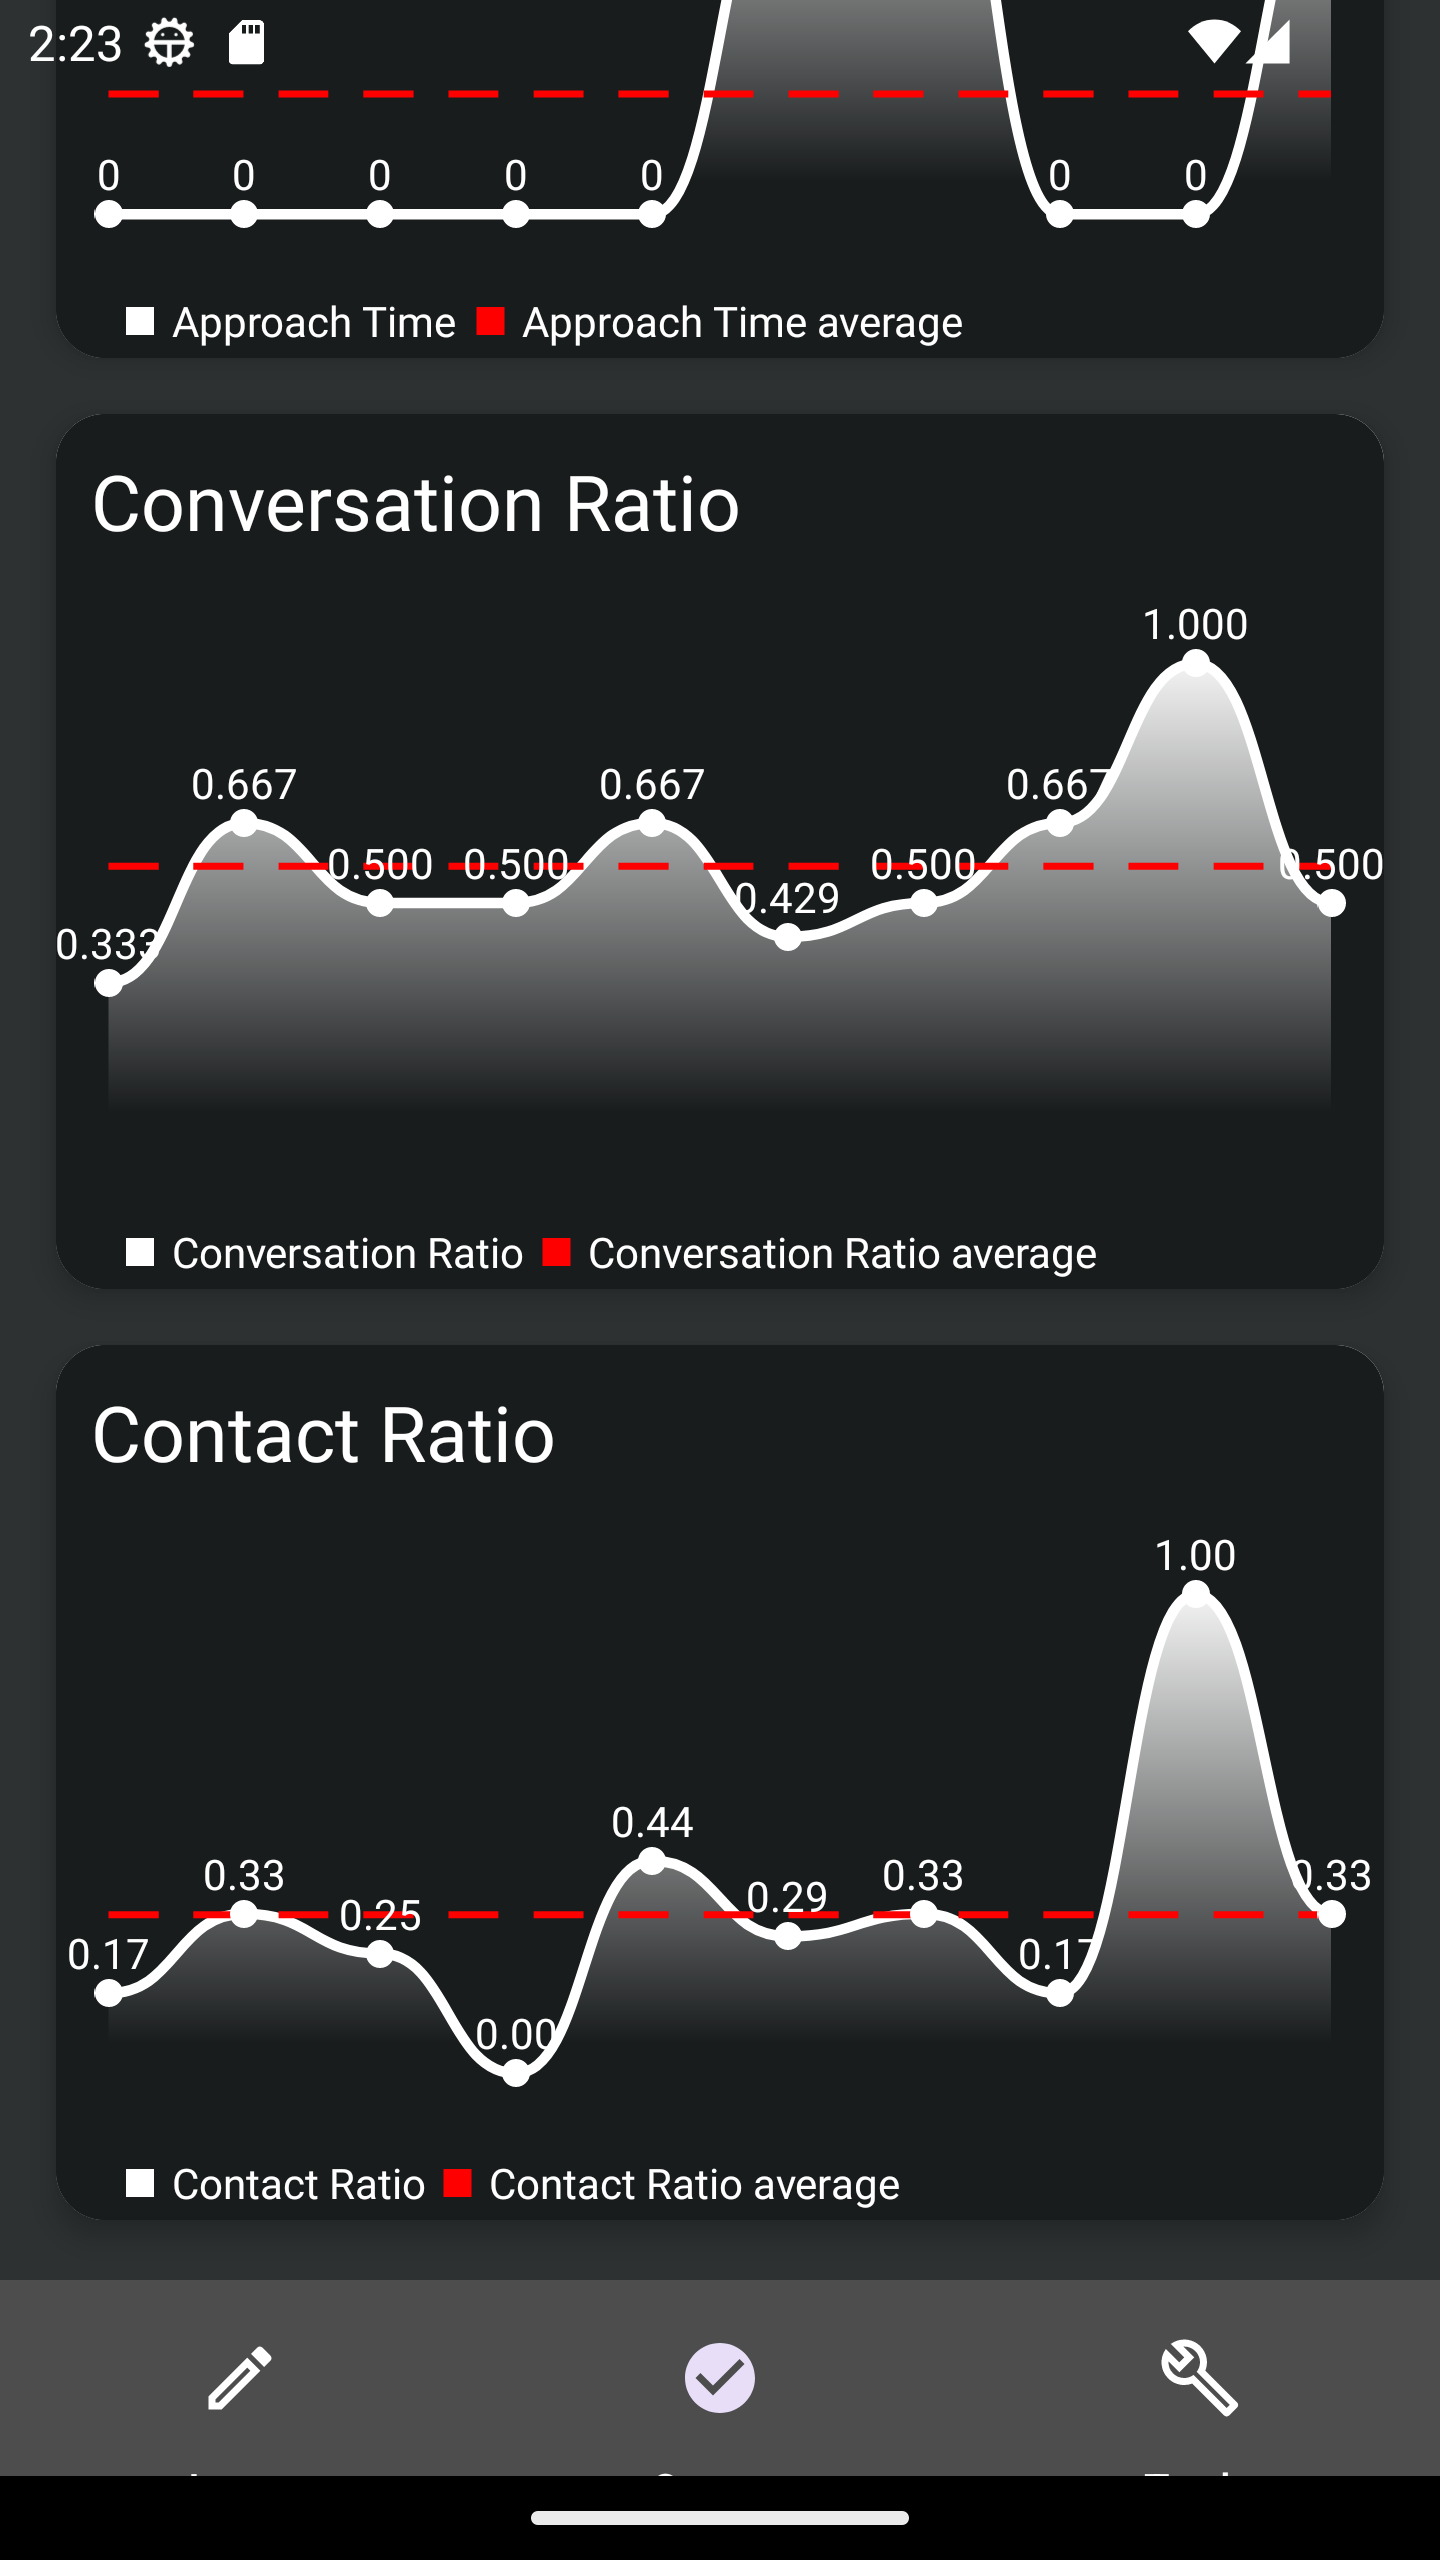 2:23
0 0 0 0 0 0 0
Approach Time Approach Time average
Conversation Ratio
1.000
0.667 0.667 0.667
0.500 0.500 0.500 0.500
0.429
0.333
Conversation Ratio Conversation Ratio average
Contact Ratio
1.00
0.44
0.33 0.33 0.33
0.29
0.25
0.17 0.17
0.00
Contact Ratio Contact Ratio average